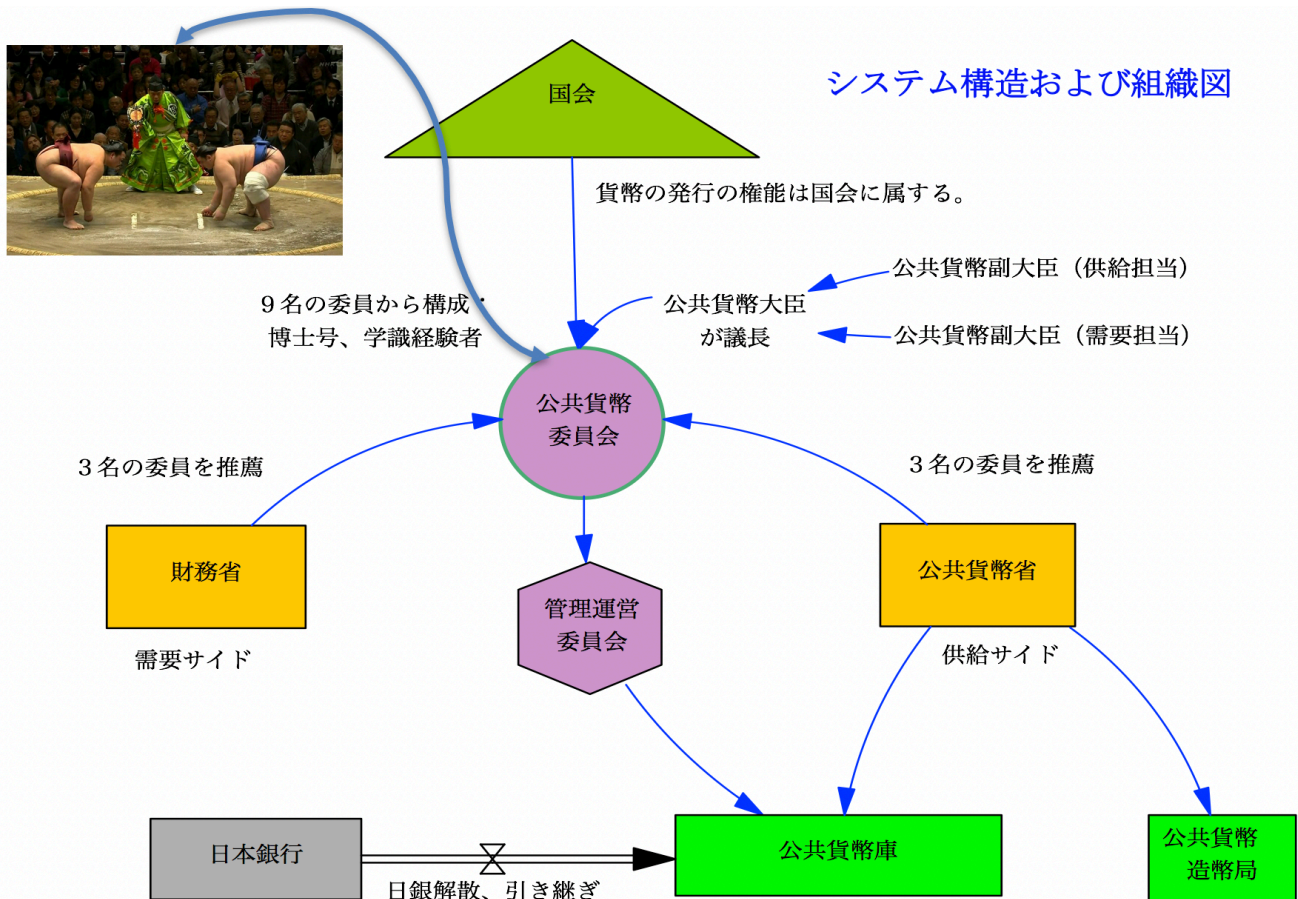 システム構造および組織図
国会
貨幣の発行の権能は国会に属する。
公共貨幣副大臣（供給担当）
９名の委員から構成：
博士号、学識経験者
公共貨幣大臣
が議長
公共貨幣副大臣（需要担当）
公共貨幣
委員会
３名の委員を推薦
３名の委員を推薦
財務省
公共貨幣省
管理運営
委員会
需要サイド
供給サイド
日本銀行
日銀解散、引き継ぎ
公共貨幣庫
公共貨幣
造幣局